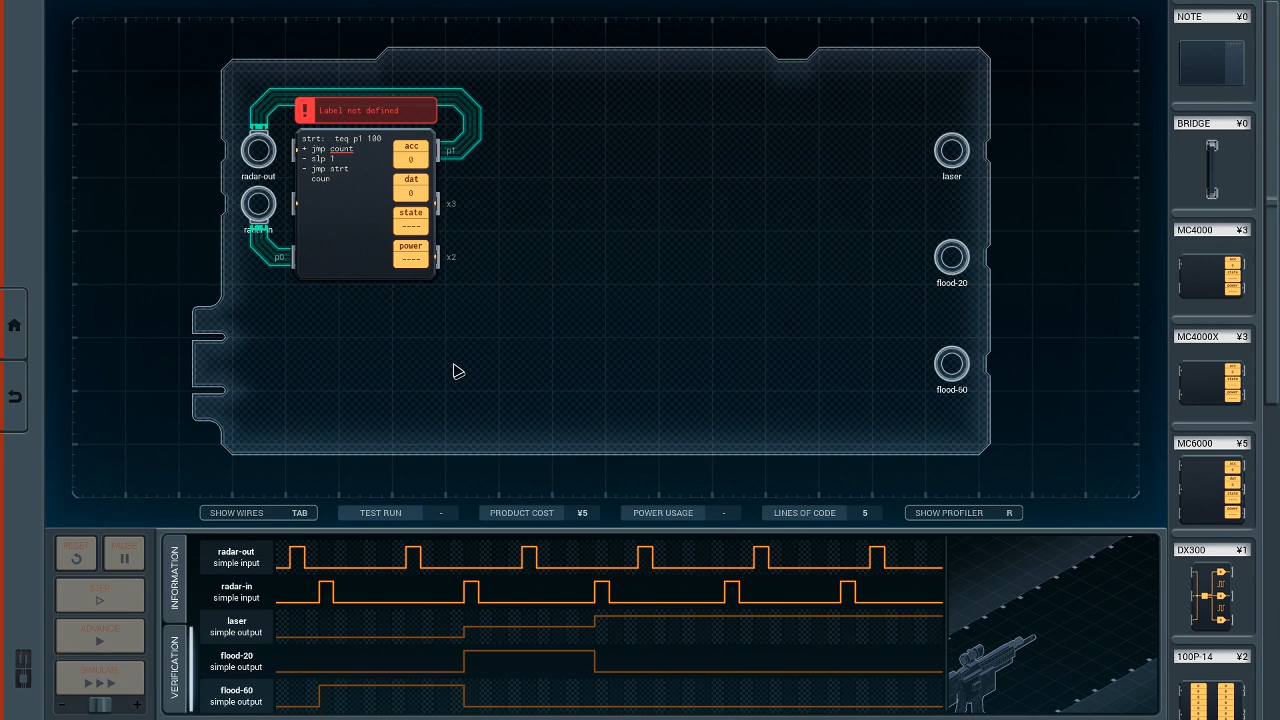 NOTE ¥0
Label not defined
strt: teq p1 100
+ jmp count
- slp 1
- jmp strt
coun
acc
0
dat
0
state
----
power
----
p1
x3
x2
p0
radar-out
laser
flood-20
flood-60
BRIDGE ¥0
MC4000 ¥3
MC4000X ¥3
MC6000 ¥5
DX300 ¥1
100P-14 ¥2
SHOW WIRES TAB
TEST RUN -
PRODUCT COST ¥5
POWER USAGE -
LINES OF CODE 5
SHOW PROFILER R
RESET
PAUSE
STEP
ADVANCE
SIMULATE
- +
INFORMATION
VERIFICATION
radar-out
simple input
radar-in
simple input
laser
simple output
flood-20
simple output
flood-60
simple output